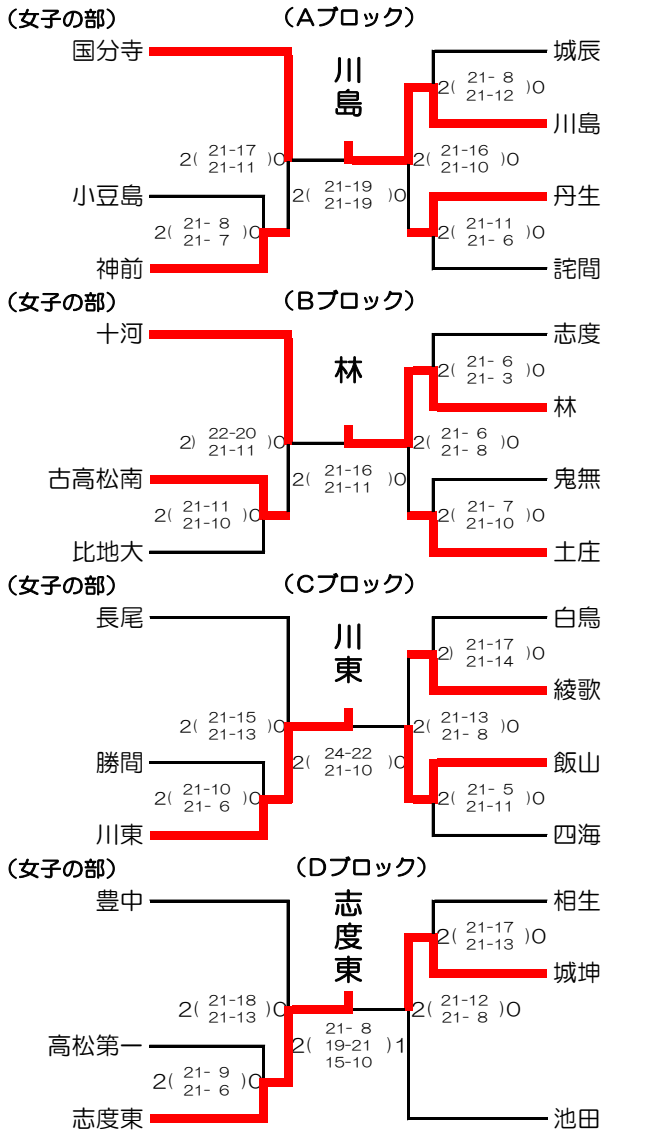 (女子の部)
(Aブロック)
国分寺
川島
城辰
2( 21- 8 )0
21-12
川島
2( 21-17 )0
21-11
2( 21-16 )0
21-10
小豆島
2( 21-19 )0
21-19
丹生
2( 21- 8 )0
21- 7
2( 21-11 )0
21- 6
神前
詫間
(女子の部)
(Bブロック)
十河
林
志度
2( 21- 6 )0
21- 3
林
2) 22-20 )0
21-11
2( 21- 6 )0
21- 8
古高松南
2( 21-16 )0
21-11
鬼無
2( 21-11 )0
21-10
2( 21- 7 )0
21-10
比地大
土庄
(女子の部)
(Cブロック)
長尾
川東
白鳥
2) 21-17 )0
21-14
綾歌
2( 21-15 )0
21-13
2( 21-13 )0
21- 8
勝間
2( 24-22 )0
21-10
飯山
2( 21-10 )0
21- 6
2( 21- 5 )0
21-11
川東
四海
(女子の部)
(Dブロック)
豊中
志度東
相生
2( 21-17 )0
21-13
城坤
2( 21-18 )0
21-13
2( 21-12 )0
21- 8
高松第一
21- 8
2( 19-21 )1
15-10
2( 21- 9 )0
21- 6
志度東
池田